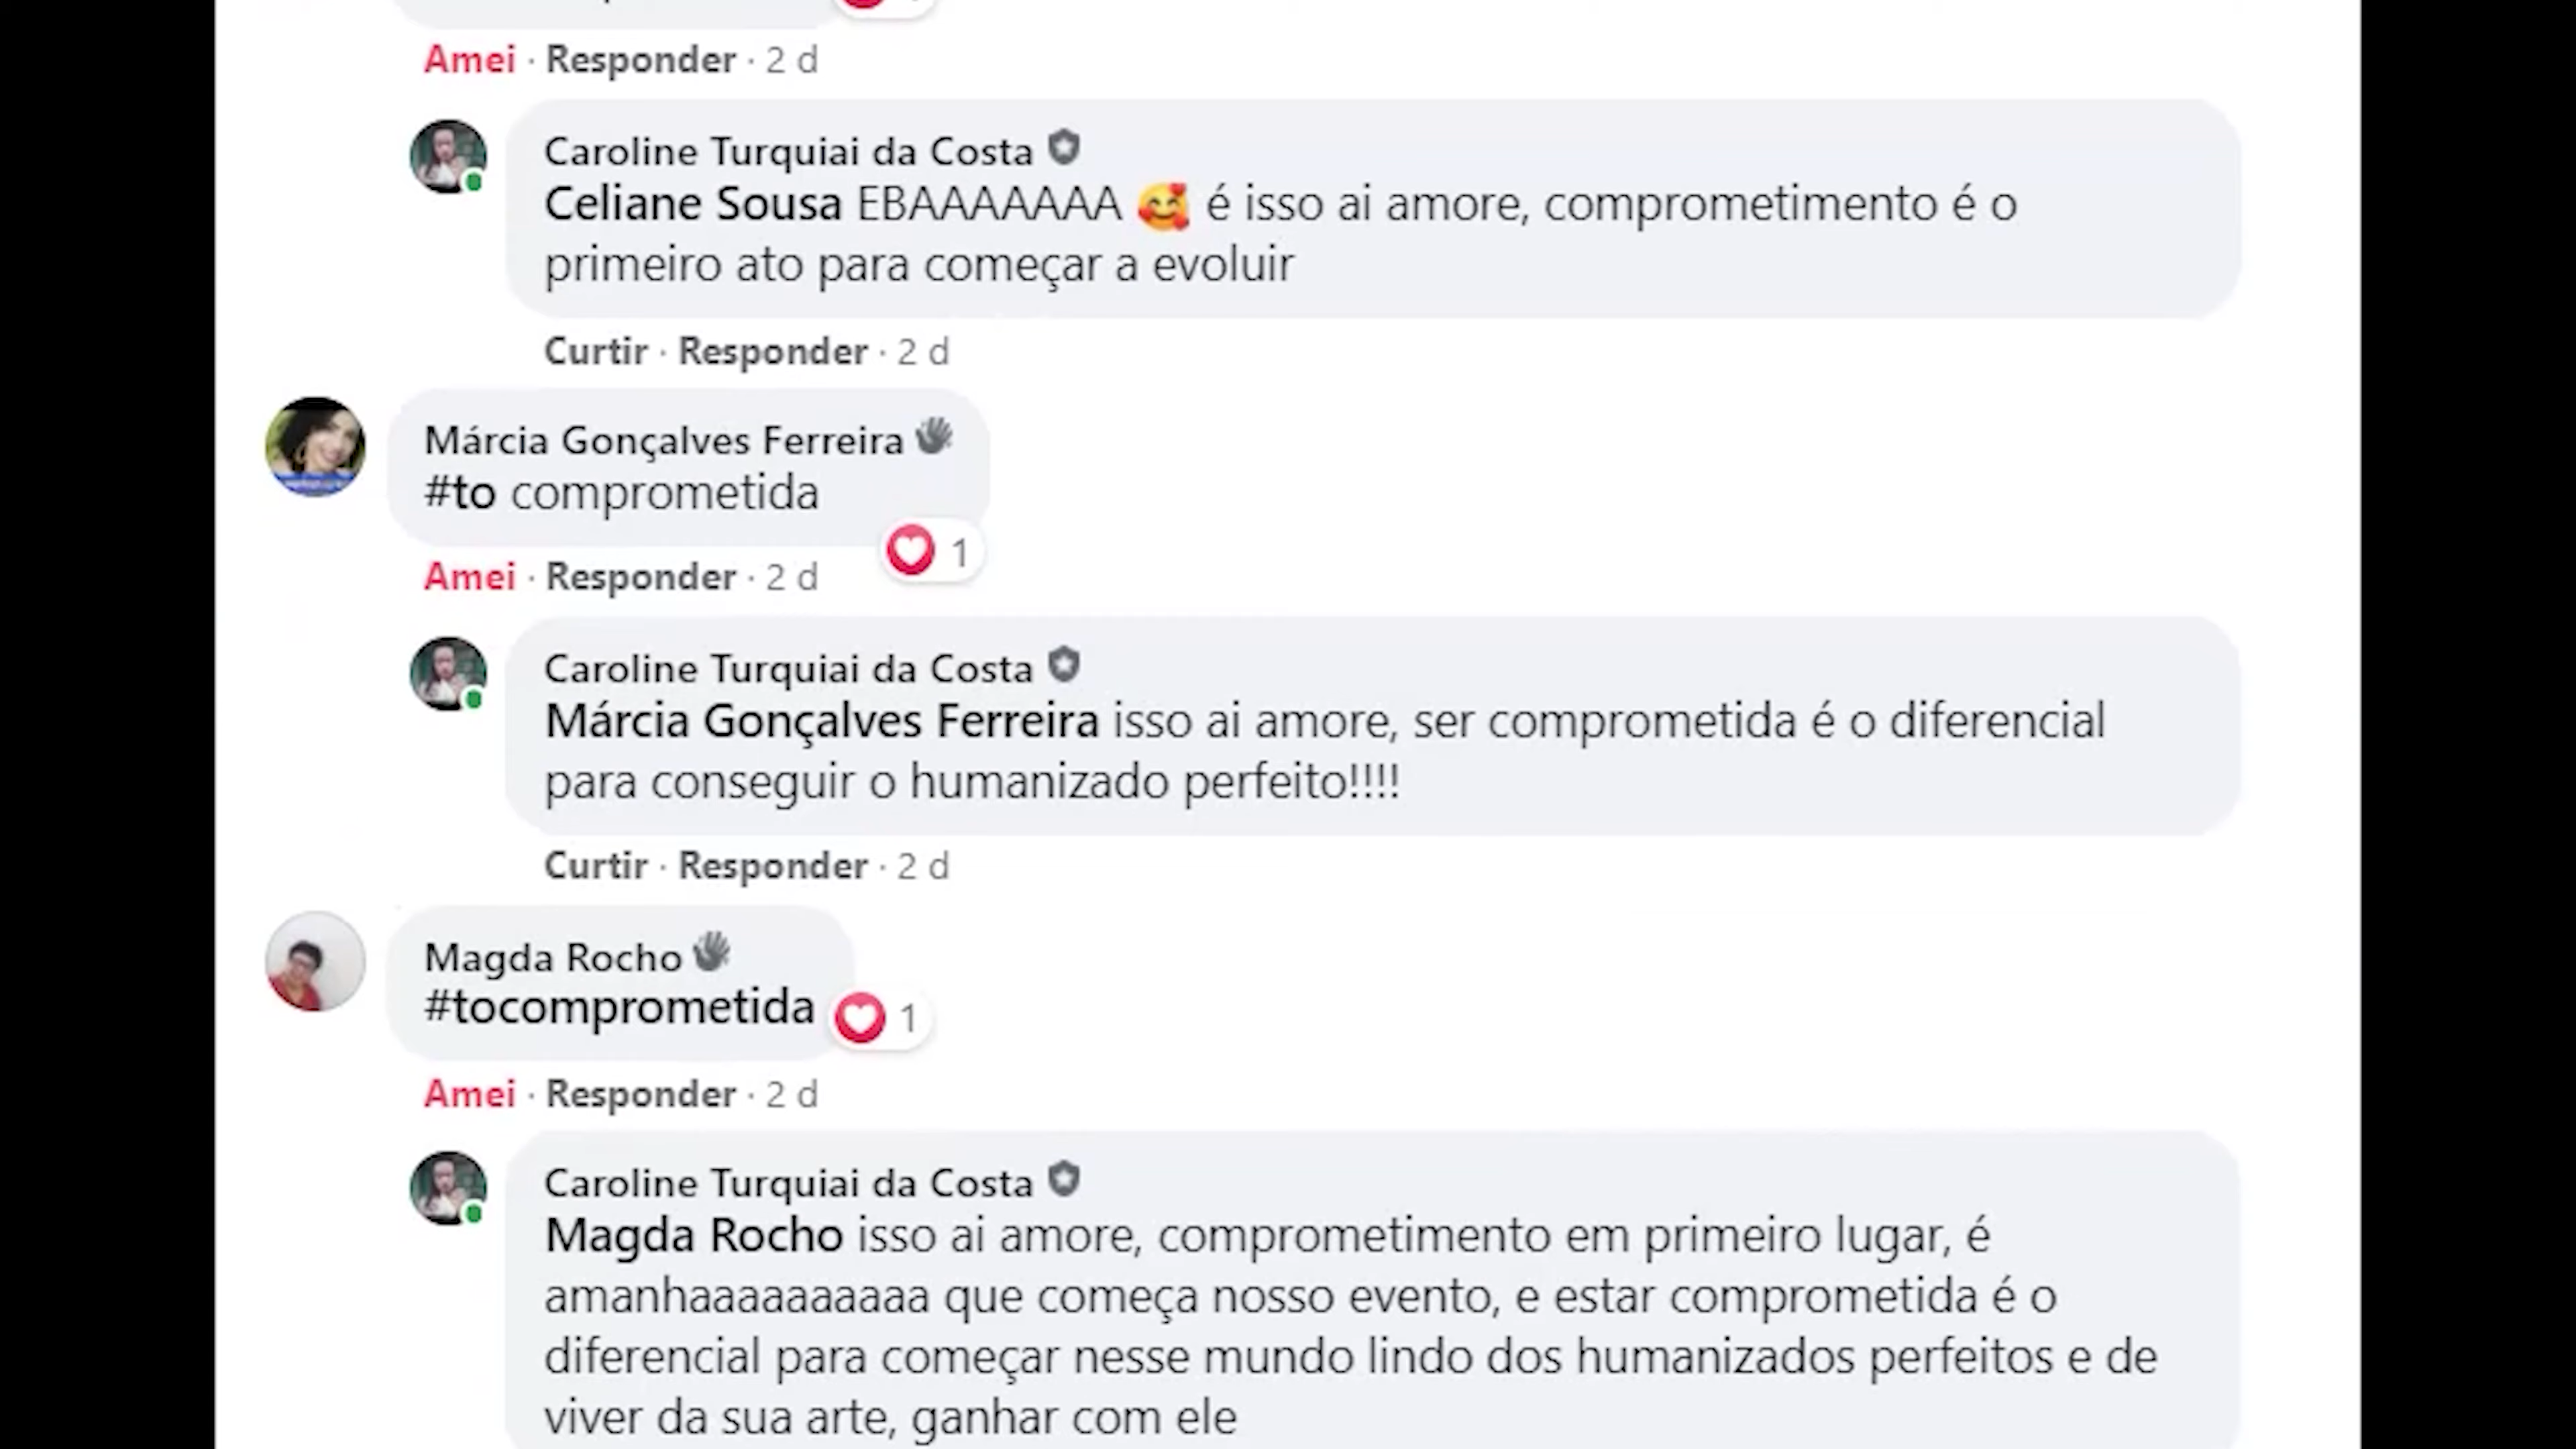 Amei · Responder · 2 d
Caroline Turquiai da Costa
Celiane Sousa EBAAAAAAA 🥰 é isso ai amore, comprometimento é o
primeiro ato para começar a evoluir
Curtir · Responder · 2 d
Márcia Gonçalves Ferreira
#to comprometida
1
Amei · Responder · 2 d
Caroline Turquiai da Costa
Márcia Gonçalves Ferreira isso ai amore, ser comprometida é o diferencial
para conseguir o humanizado perfeito!!!!
Curtir · Responder · 2 d
Magda Rocho
#tocomprometida
1
Amei · Responder · 2 d
Caroline Turquiai da Costa
Magda Rocho isso ai amore, comprometimento em primeiro lugar, é
amanhaaaaaaaaaa que começa nosso evento, e estar comprometida é o
diferencial para começar nesse mundo lindo dos humanizados perfeitos e de
viver da sua arte, ganhar com ele